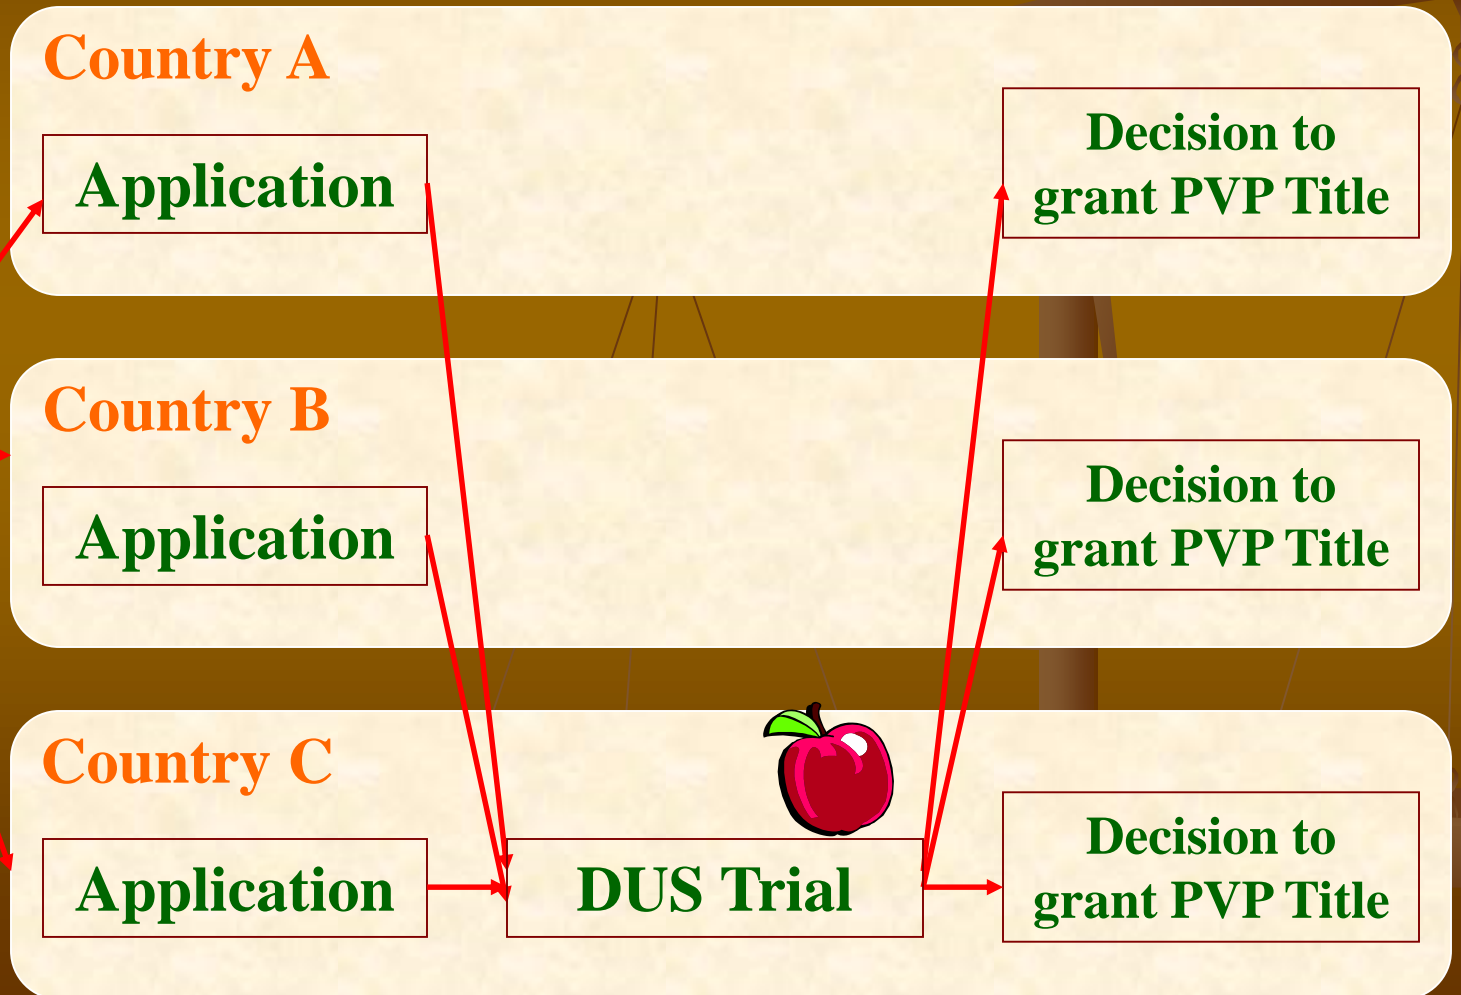 Country A
Application
Decision to
grant PVP Title
Country B
Application
Decision to
grant PVP Title
Country C
Application
DUS Trial
Decision to
grant PVP Title